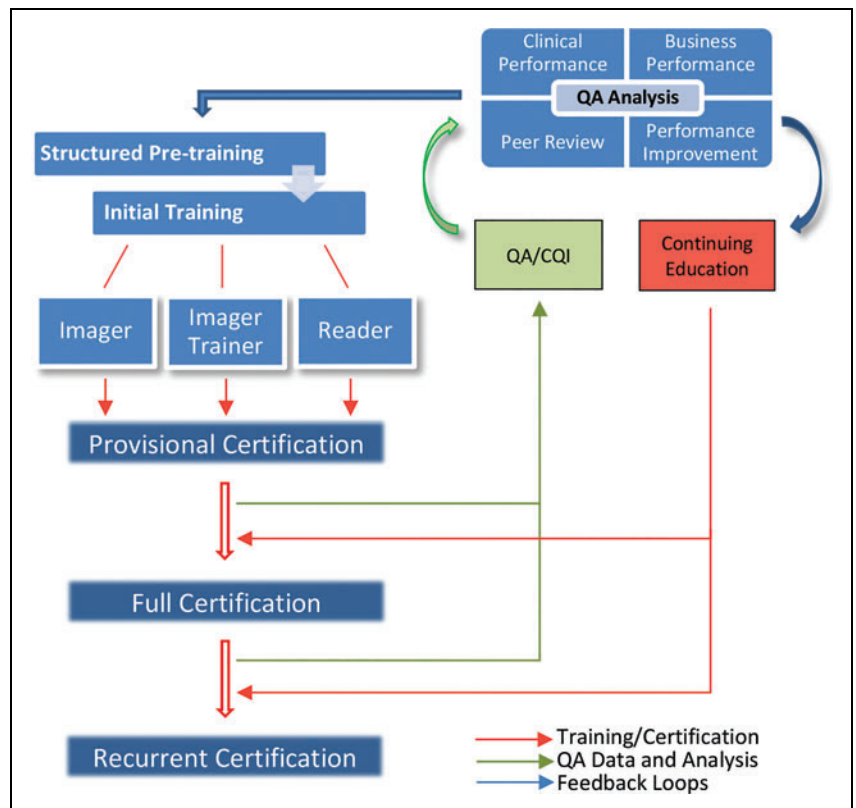 Clinical
Performance
Business
Performance
QA Analysis
Peer Review
Performance
Improvement
Structured Pre-training
Initial Training
QA/CQI
Continuing
Education
Imager
Imager
Trainer
Reader
Provisional Certification
Full Certification
Recurrent Certification
Training/Certification
QA Data and Analysis
Feedback Loops